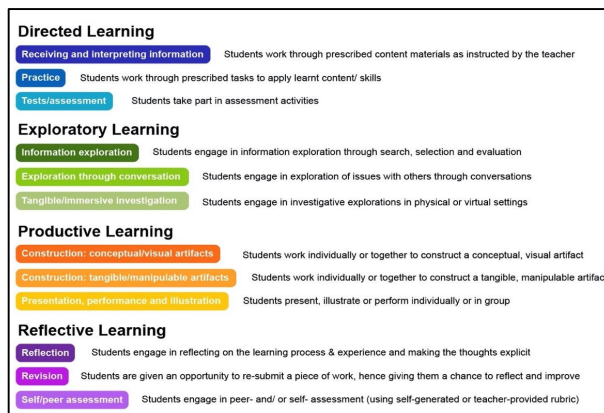 Directed Learning
Receiving and interpreting information Students work through prescribed content materials as instructed by the teacher
Practice Students work through prescribed tasks to apply learnt content/ skills
Tests/assessment Students take part in assessment activities
Exploratory Learning
Information exploration Students engage in information exploration through search, selection and evaluation
Exploration through conversation Students engage in exploration of issues with others through conversations
Tangible/immersive investigation Students engage in investigative explorations in physical or virtual settings
Productive Learning
Construction: conceptual/visual artifacts Students work individually or together to construct a conceptual, visual artifact
Construction: tangible/manipulable artifacts Students work individually or together to construct a tangible, manipulable artifac
Presentation, performance and illustration Students present, illustrate or perform individually or in group
Reflective Learning
Reflection Students engage in reflecting on the learning process & experience and making the thoughts explicit
Revision Students are given an opportunity to re-submit a piece of work, hence giving them a chance to reflect and improve
Self/peer assessment Students engage in peer- and/ or self- assessment (using self-generated or teacher-provided rubric)